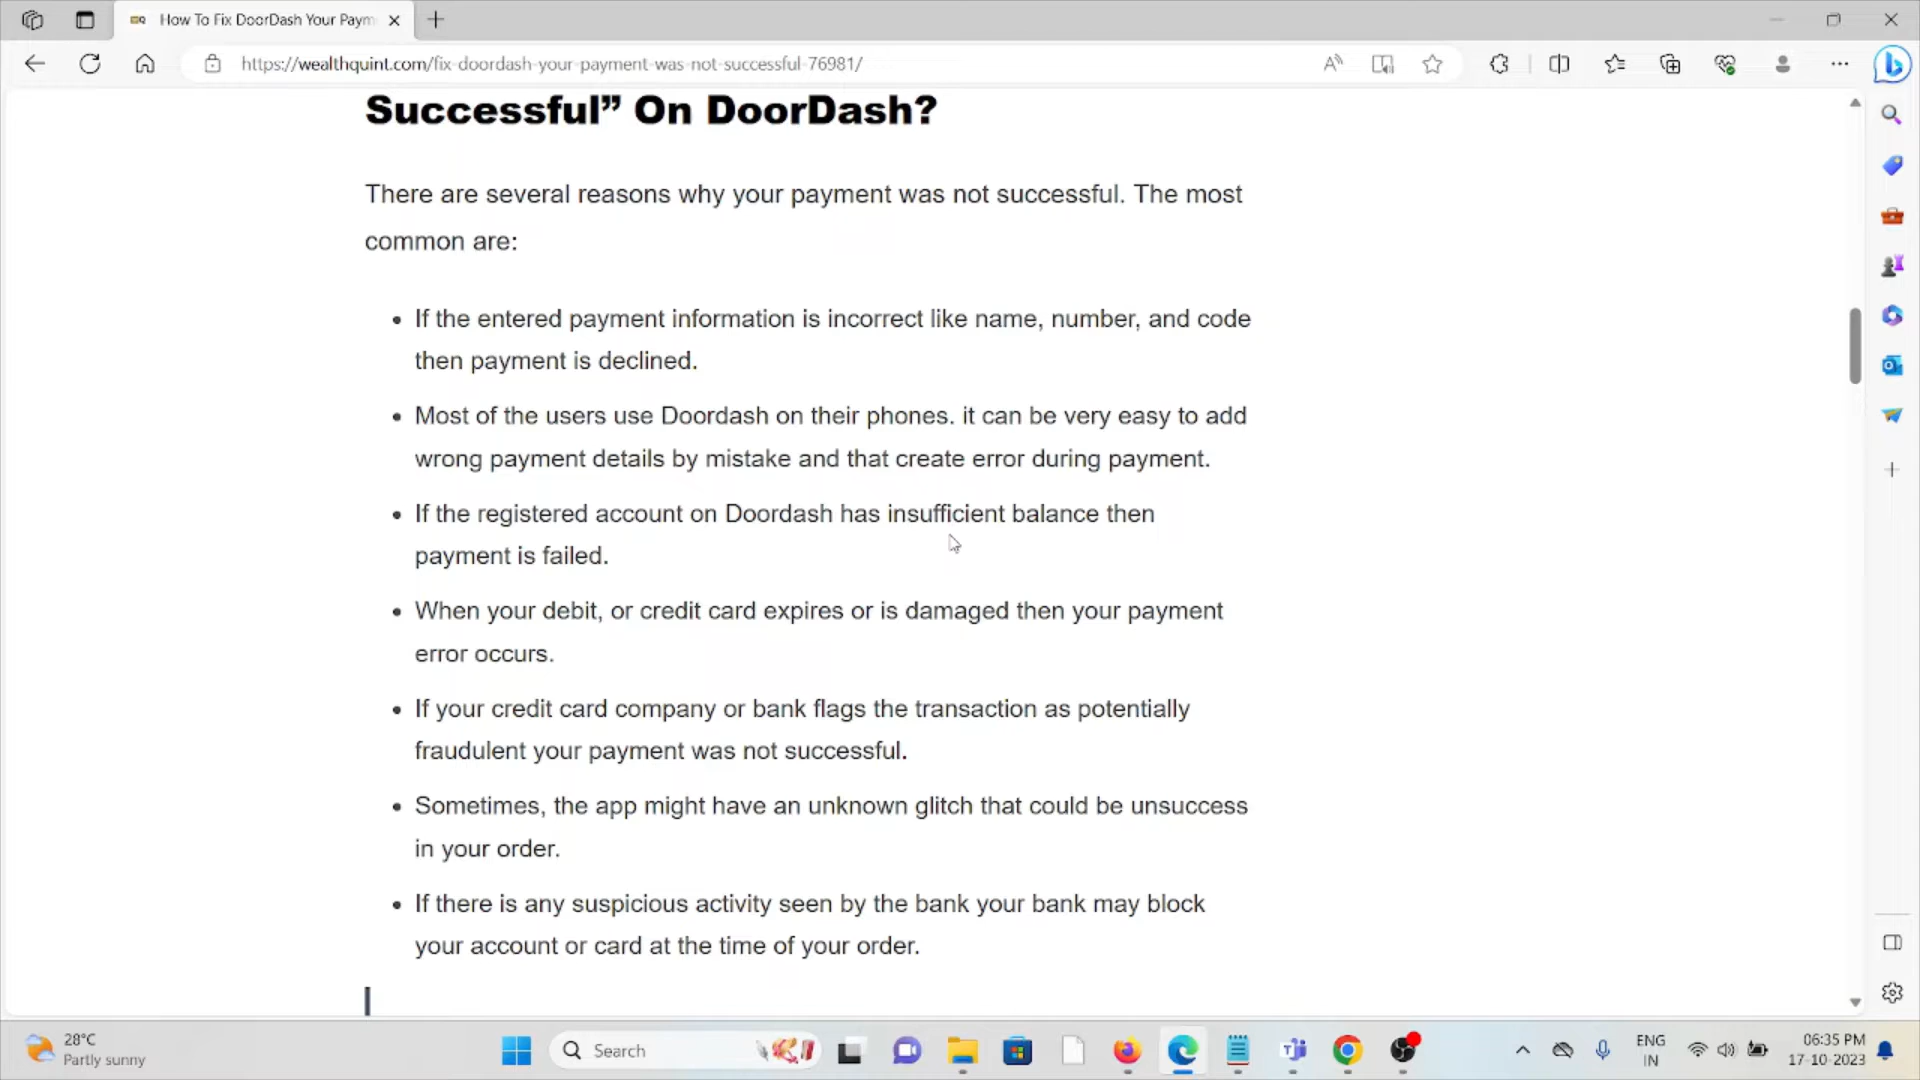 How To Fix DoorDash Your Paym
https://wealthquint.com/fix-doordash-your-payment-was-not-successful-76981/
Successful” On DoorDash?
There are several reasons why your payment was not successful. The most
common are:
• If the entered payment information is incorrect like name, number, and code
then payment is declined.
• Most of the users use Doordash on their phones. it can be very easy to add
wrong payment details by mistake and that create error during payment.
• If the registered account on Doordash has insufficient balance then
payment is failed.
• When your debit, or credit card expires or is damaged then your payment
error occurs.
• If your credit card company or bank flags the transaction as potentially
fraudulent your payment was not successful.
• Sometimes, the app might have an unknown glitch that could be unsuccess
in your order.
• If there is any suspicious activity seen by the bank your bank may block
your account or card at the time of your order.
28°C
Partly sunny
Search
ENG
IN
06:35 PM
17-10-2023